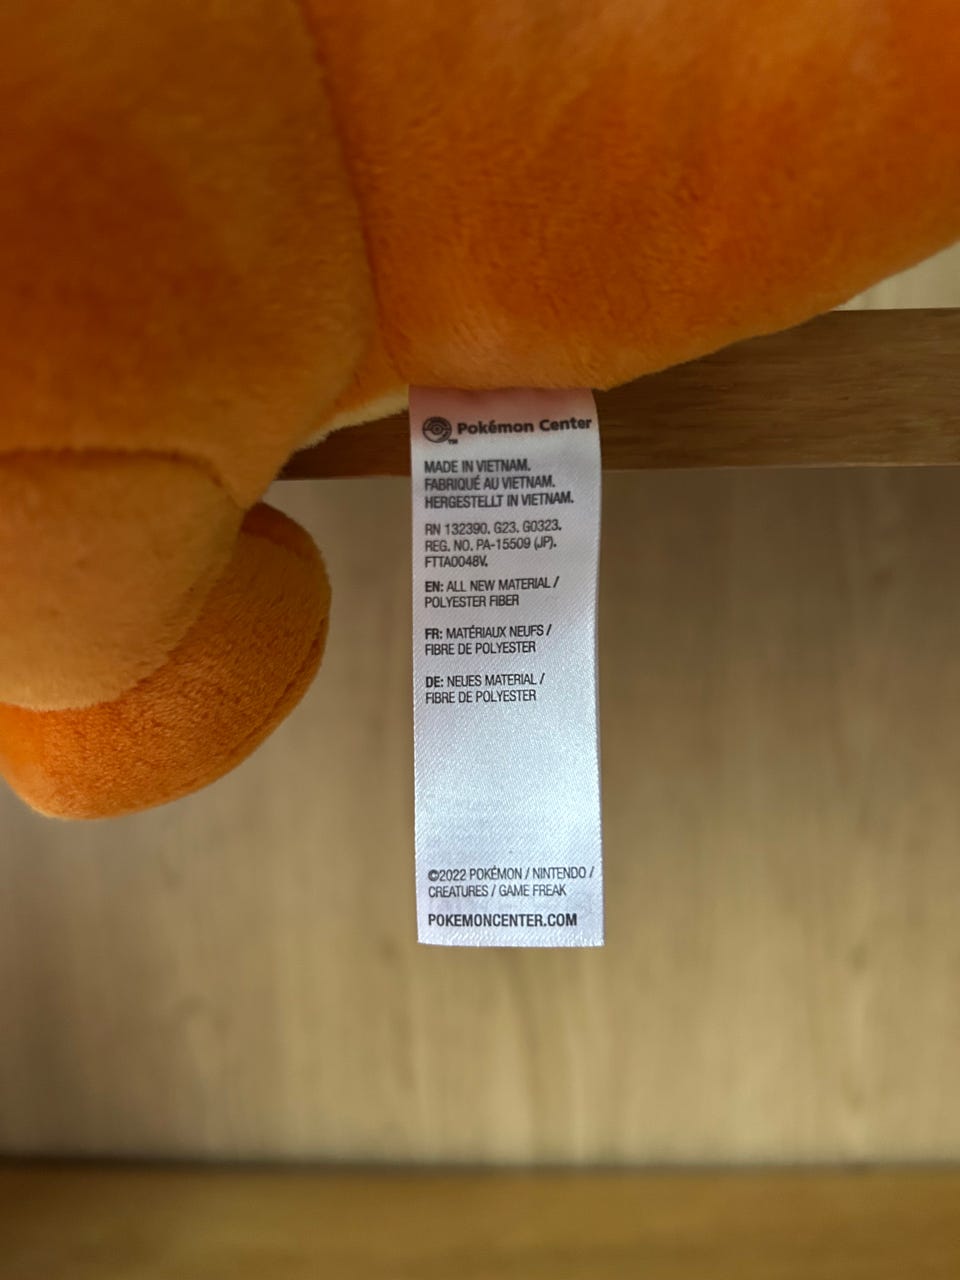 Pokémon Center
TM
MADE IN VIETNAM.
FABRIQUÉ AU VIETNAM.
HERGESTELLT IN VIETNAM.
RN 132390. G23. G0323.
REG. NO. PA-15509 (JP).
FTTA0048V.
EN: ALL NEW MATERIAL /
POLYESTER FIBER
FR: MATÉRIAUX NEUFS /
FIBRE DE POLYESTER
DE: NEUES MATERIAL /
FIBRE DE POLYESTER
©2022 POKÉMON / NINTENDO /
CREATURES / GAME FREAK
POKEMONCENTER.COM